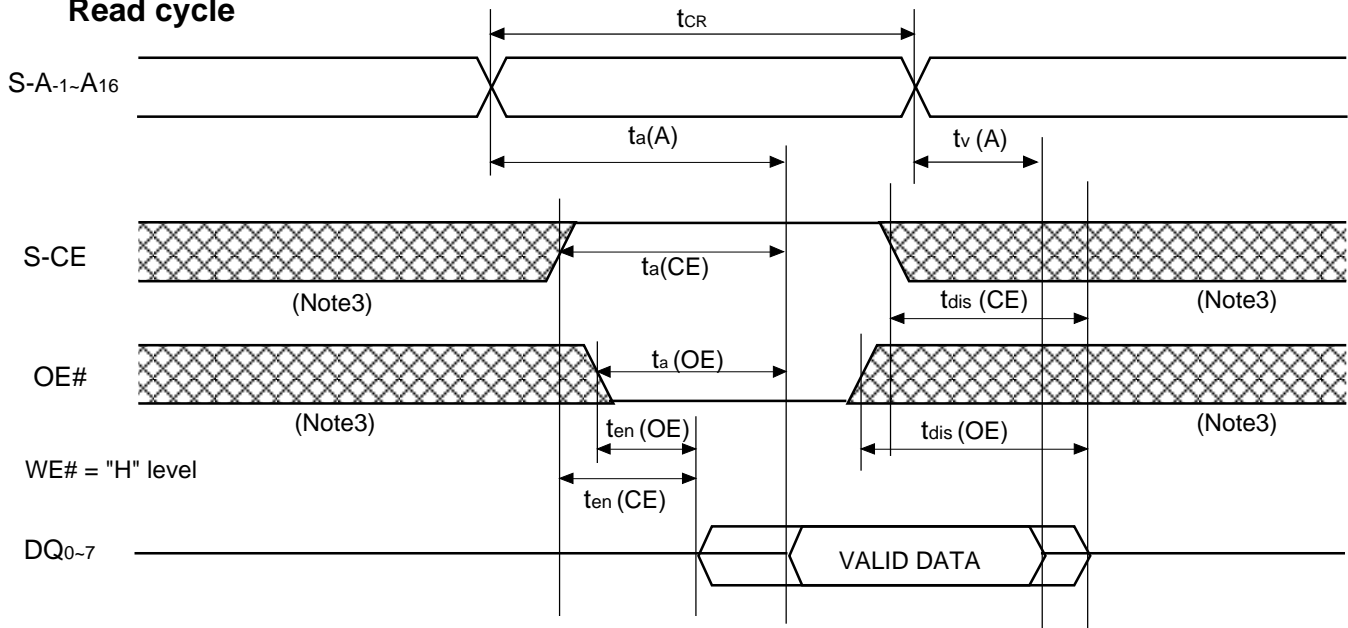 Read cycle
tCR
S-A-1~A16
ta(A)
tv (A)
S-CE
ta(CE)
(Note3)
tdis (CE)
(Note3)
OE#
ta (OE)
(Note3)
ten (OE)
tdis (OE)
(Note3)
WE# = "H" level
ten (CE)
DQ0~7
VALID DATA